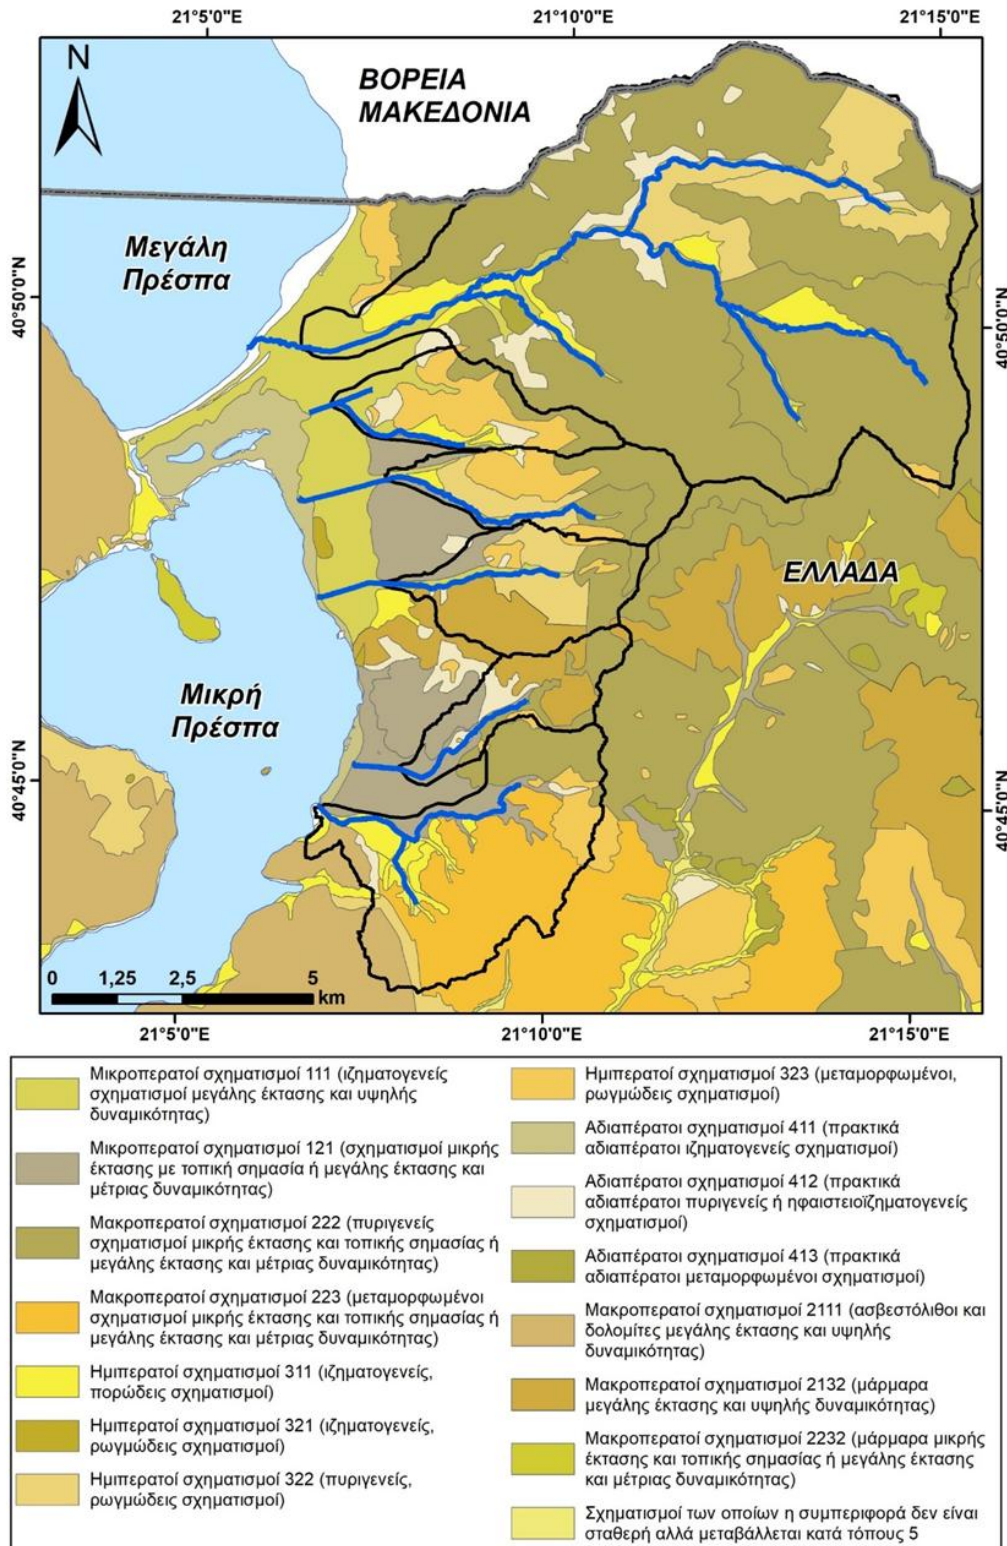 21°5'0"E
21°10'0"E
21°15'0"E
N
ΒΟΡΕΙΑ
ΜΑΚΕΔΟΝΙΑ
Μεγάλη
Πρέσπα
40°50'0"N
40°50'0"N
ΕΛΛΑΔΑ
Μικρή
Πρέσπα
40°45'0"N
40°45'0"N
0 1,25 2,5 5
km
21°5'0"E
21°10'0"E
21°15'0"E
Μικροπερατοί σχηματισμοί 111 (ιζηματογενείς
σχηματισμοί μεγάλης έκτασης και υψηλής
δυναμικότητας)
Μικροπερατοί σχηματισμοί 121 (σχηματισμοί μικρής
έκτασης με τοπική σημασία ή μεγάλης έκτασης και
μέτριας δυναμικότητας)
Μακροπερατοί σχηματισμοί 222 (πυριγενείς
σχηματισμοί μικρής έκτασης και τοπικής σημασίας ή
μεγάλης έκτασης και μέτριας δυναμικότητας)
Μακροπερατοί σχηματισμοί 223 (μεταμορφωμένοι
σχηματισμοί μικρής έκτασης και τοπικής σημασίας ή
μεγάλης έκτασης και μέτριας δυναμικότητας)
Ημιπερατοί σχηματισμοί 311 (ιζηματογενείς,
πορώδεις σχηματισμοί)
Ημιπερατοί σχηματισμοί 321 (ιζηματογενείς,
ρωγμώδεις σχηματισμοί)
Ημιπερατοί σχηματισμοί 322 (πυριγενείς,
ρωγμώδεις σχηματισμοί)
Ημιπερατοί σχηματισμοί 323 (μεταμορφωμένοι,
ρωγμώδεις σχηματισμοί)
Αδιαπέρατοι σχηματισμοί 411 (πρακτικά
αδιαπέρατοι ιζηματογενείς σχηματισμοί)
Αδιαπέρατοι σχηματισμοί 412 (πρακτικά
αδιαπέρατοι πυριγενείς ή ηφαιστειοϊζηματογενείς
σχηματισμοί)
Αδιαπέρατοι σχηματισμοί 413 (πρακτικά
αδιαπέρατοι μεταμορφωμένοι σχηματισμοί)
Μακροπερατοί σχηματισμοί 2111 (ασβεστόλιθοι και
δολομίτες μεγάλης έκτασης και υψηλής
δυναμικότητας)
Μακροπερατοί σχηματισμοί 2132 (μάρμαρα
μεγάλης έκτασης και υψηλής δυναμικότητας)
Μακροπερατοί σχηματισμοί 2232 (μάρμαρα μικρής
έκτασης και τοπικής σημασίας ή μεγάλης έκτασης
και μέτριας δυναμικότητας)
Σχηματισμοί των οποίων η συμπεριφορά δεν είναι
σταθερή αλλά μεταβάλλεται κατά τόπους 5